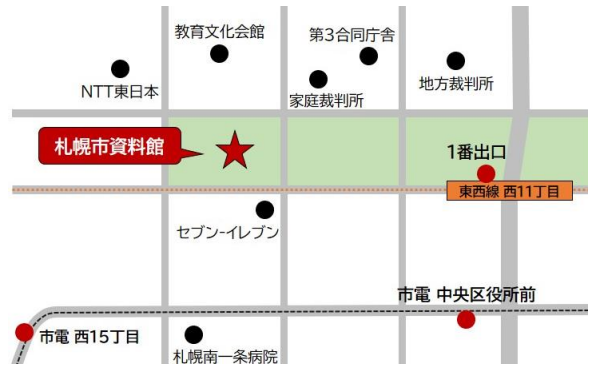 教育文化会館
第3合同庁舎
NTT東日本
家庭裁判所
地方裁判所
札幌市資料館
1番出口
東西線 西11丁目
セブン-イレブン
市電 中央区役所前
市電 西15丁目
札幌南一条病院